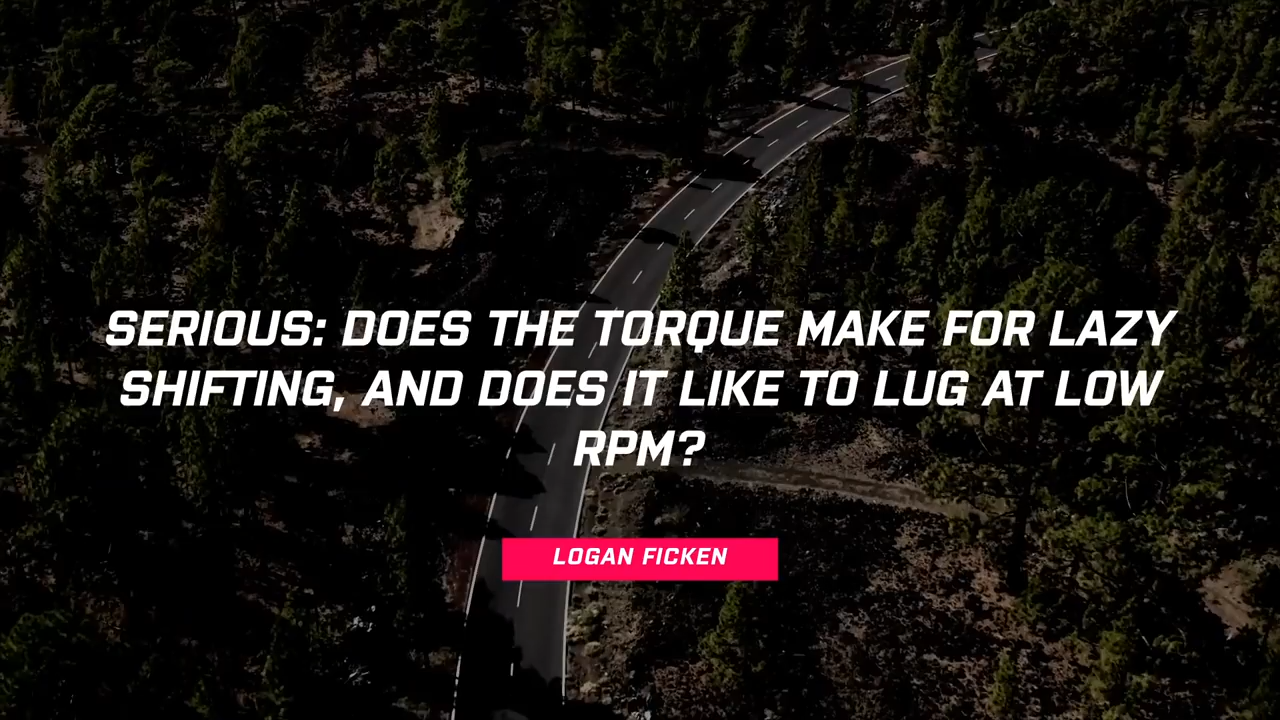 SERIOUS: DOES THE TORQUE MAKE FOR LAZY
SHIFTING, AND DOES IT LIKE TO LUG AT LOW
RPM?
LOGAN FICKEN